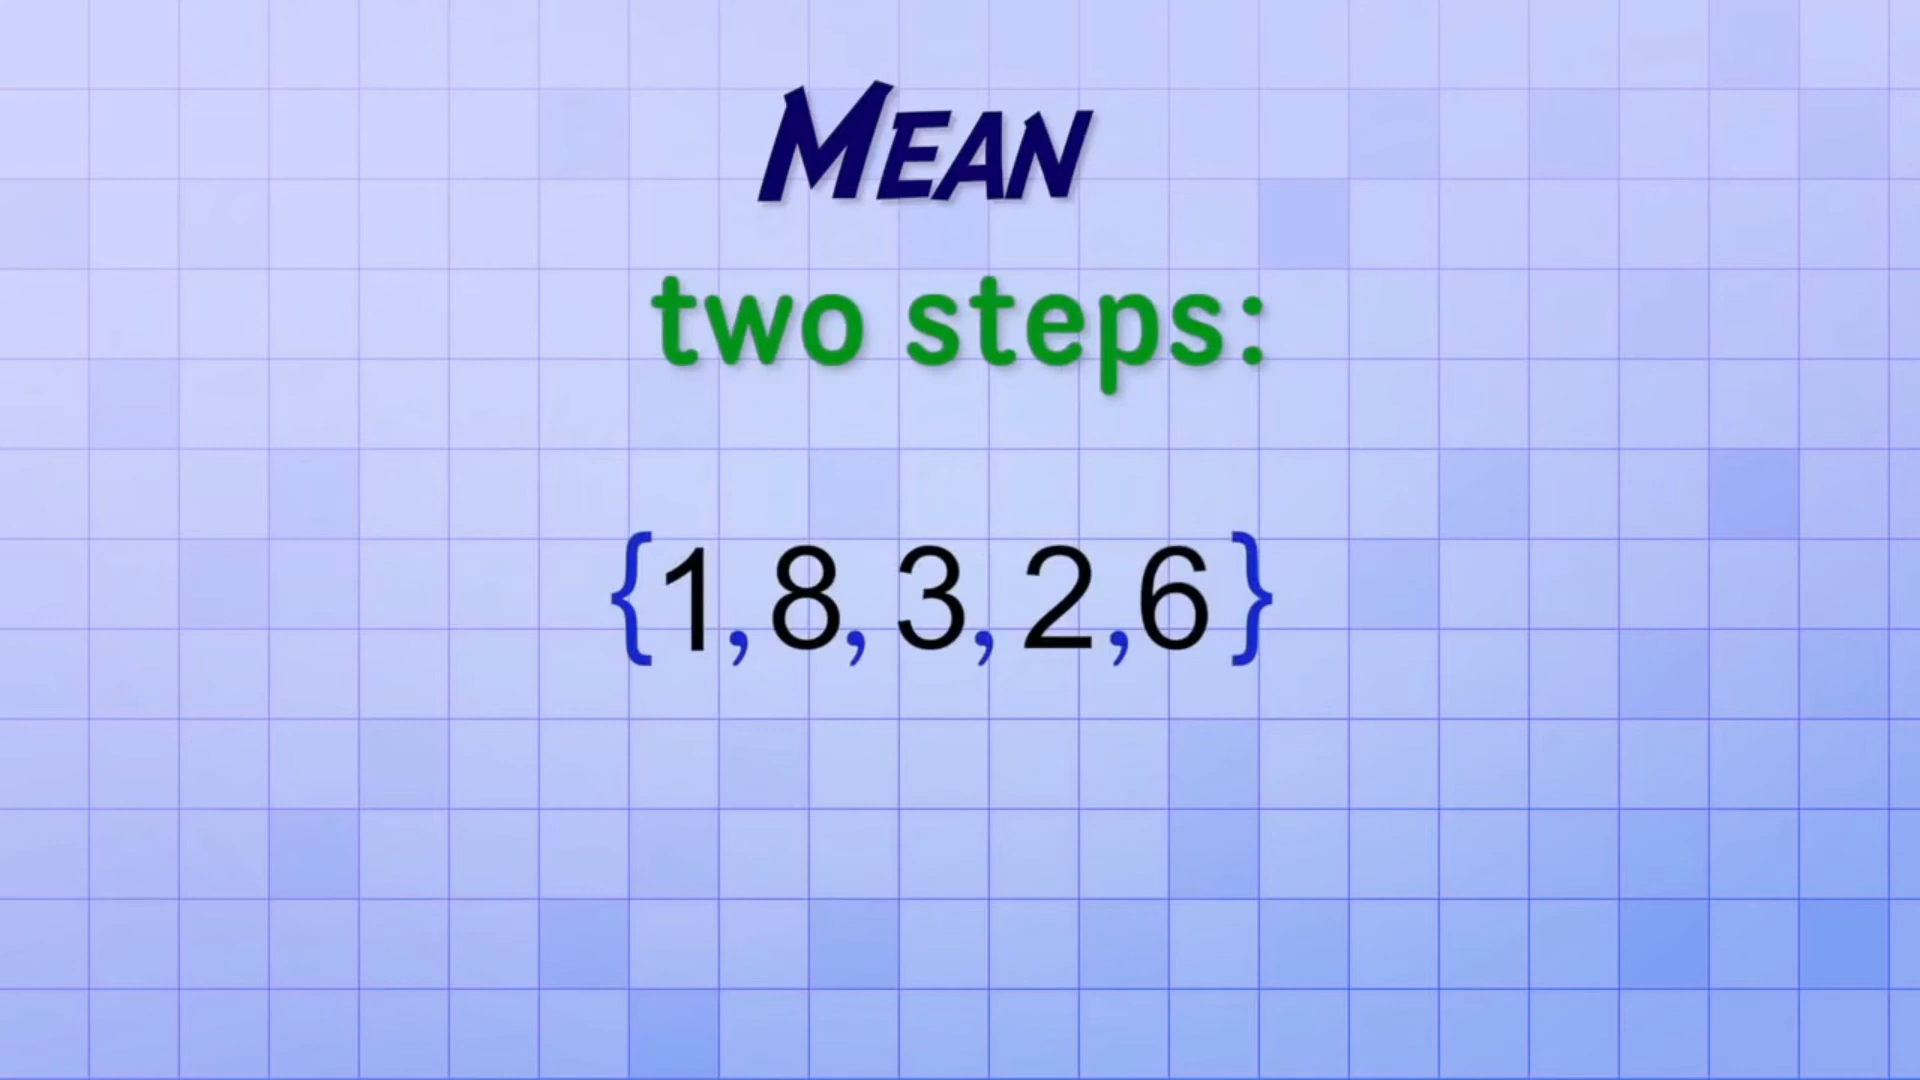 MEAN
two steps:
{1, 8, 3, 2, 6}